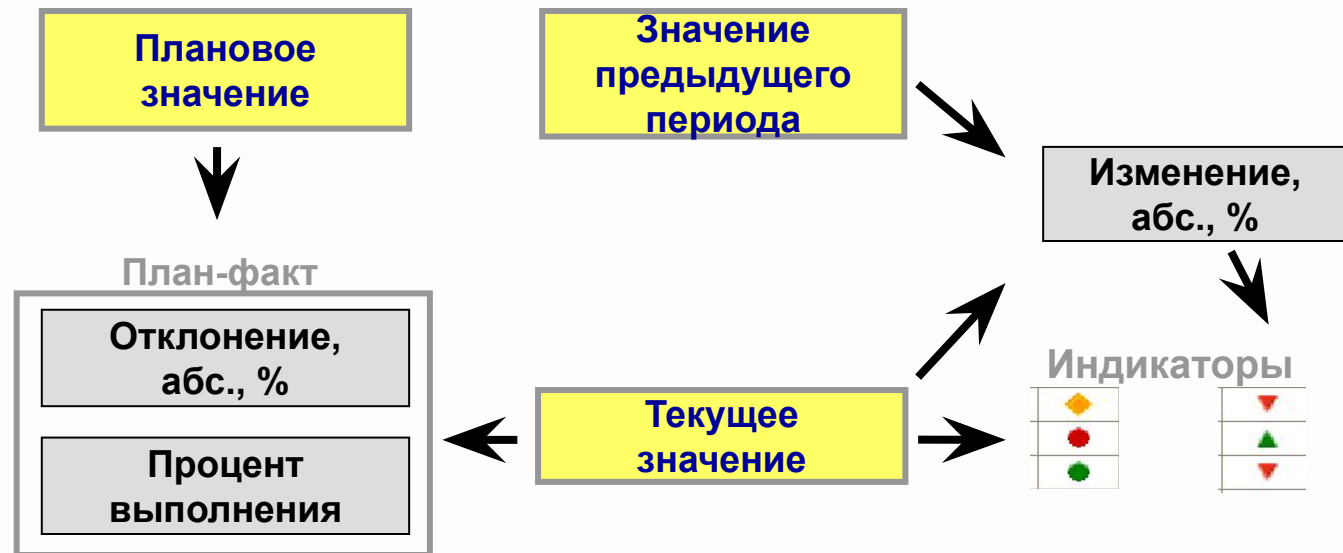 Плановое
значение
Значение
предыдущего
периода
Изменение,
абс., %
План-факт
Отклонение,
абс., %
Процент
выполнения
Текущее
значение
Индикаторы